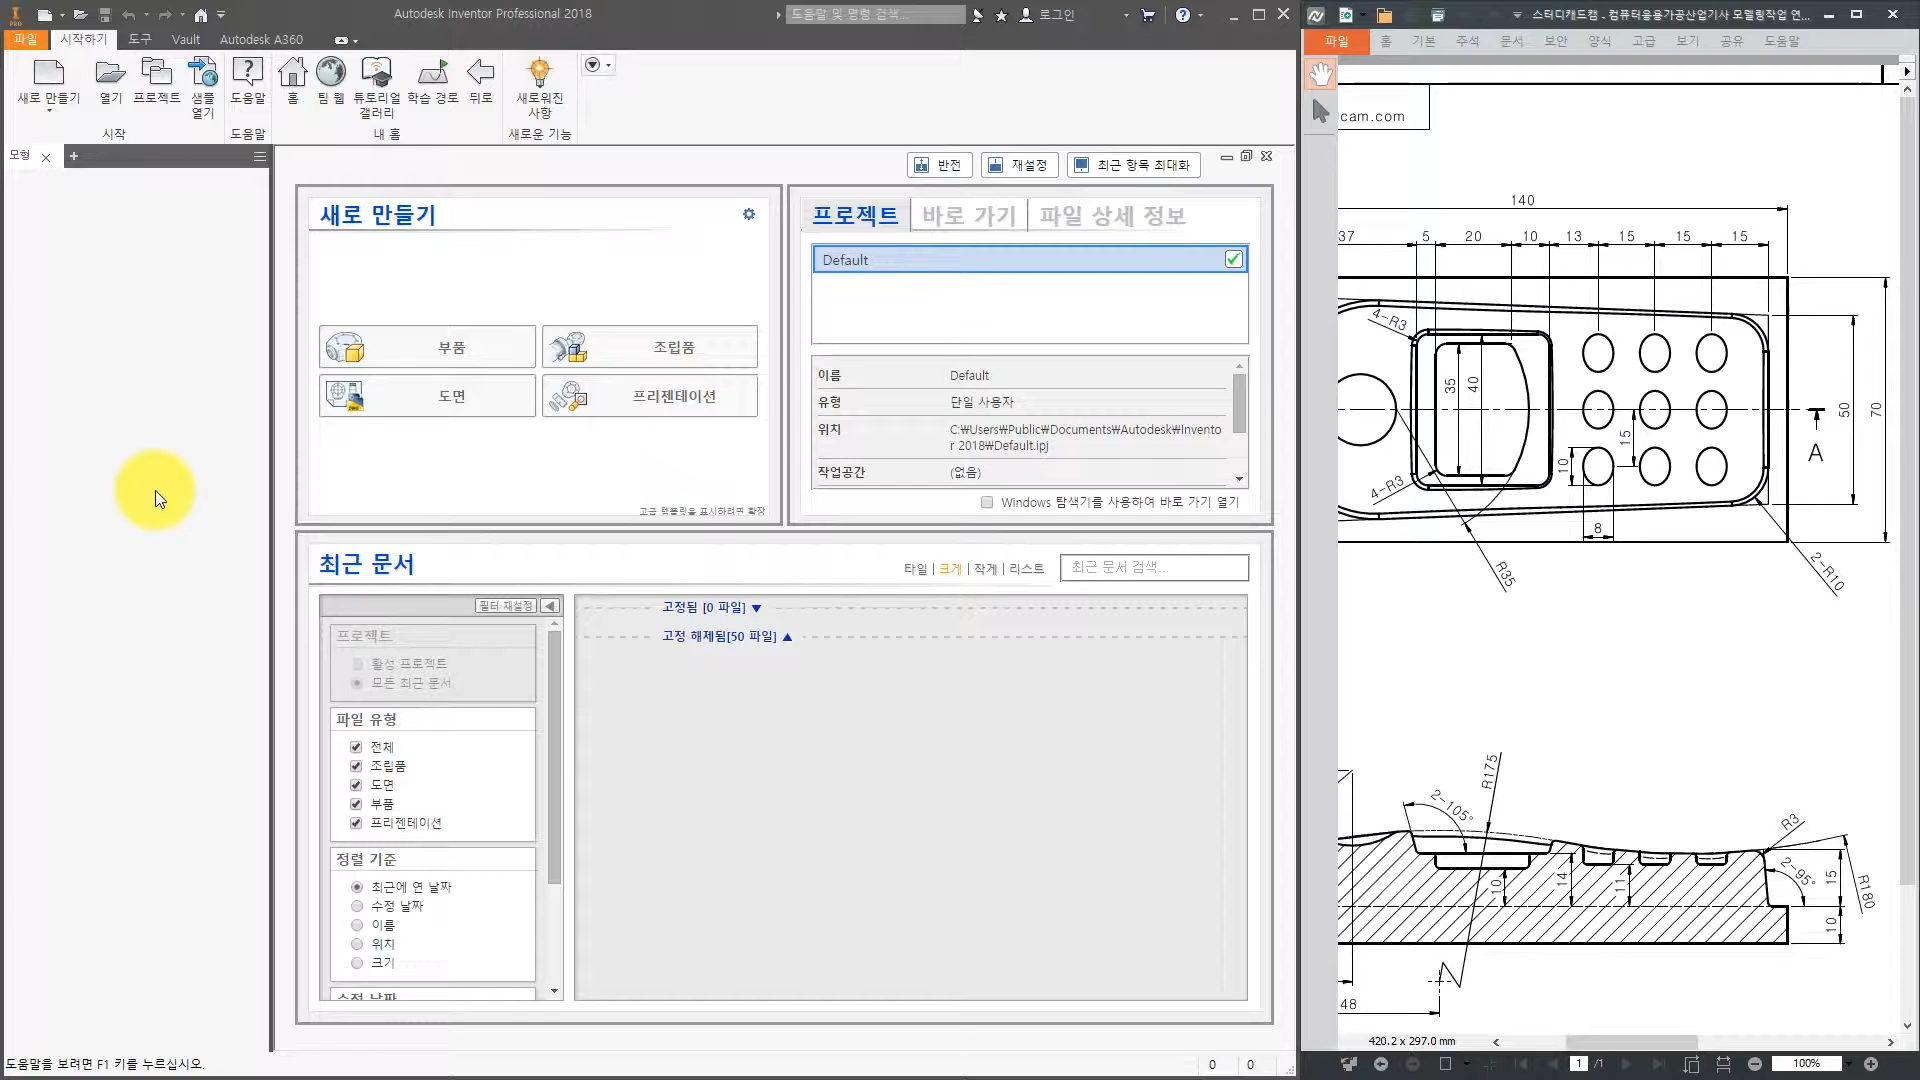 Autodesk Inventor Professional 2018
도움말 및 명령 검색...
로그인
PRO
파일
시작하기
도구
Vault
Autodesk A360
새로 만들기
열기
프로젝트
샘플
열기
도움말
홈
팀 웹
튜토리얼
갤러리
학습 경로
뒤로
새로워진
사항
시작
도움말
내 홈
새로운 기능
모형
반전
재설정
최근 항목 최대화
새로 만들기
부품
조립품
도면
프리젠테이션
고급 템플릿을 표시하려면 확장
프로젝트
바로 가기
파일 상세 정보
Default
이름 Default
유형 단일 사용자
위치 C:₩Users₩Public₩Documents₩Autodesk₩Invento
r 2018₩Default.ipj
작업공간 (없음)
Windows 탐색기를 사용하여 바로 가기 열기
최근 문서
타일 | 크게 | 작게 | 리스트
최근 문서 검색...
필터 재설정
프로젝트
활성 프로젝트
모든 최근 문서
파일 유형
전체
조립품
도면
부품
프리젠테이션
정렬 기준
최근에 연 날짜
수정 날짜
이름
위치
크기
수정 날짜
고정됨 [0 파일]
고정 해제됨[50 파일]
도움말을 보려면 F1 키를 누르십시오.
0 0
스터디캐드캠 - 컴퓨터응용가공산업기사 모델링작업 연...
파일
홈
기본
주석
문서
보안
양식
고급
보기
공유
도움말
cam.com
140
37 5 20 10 13 15 15 15
4-R3
35
40
50
70
15
10
A
4-R3
8
R35
2-R10
R175
2-105°
R3
2-95°
10
14
11
15
R180
10
48
420.2 x 297.0 mm
1 /1
100%